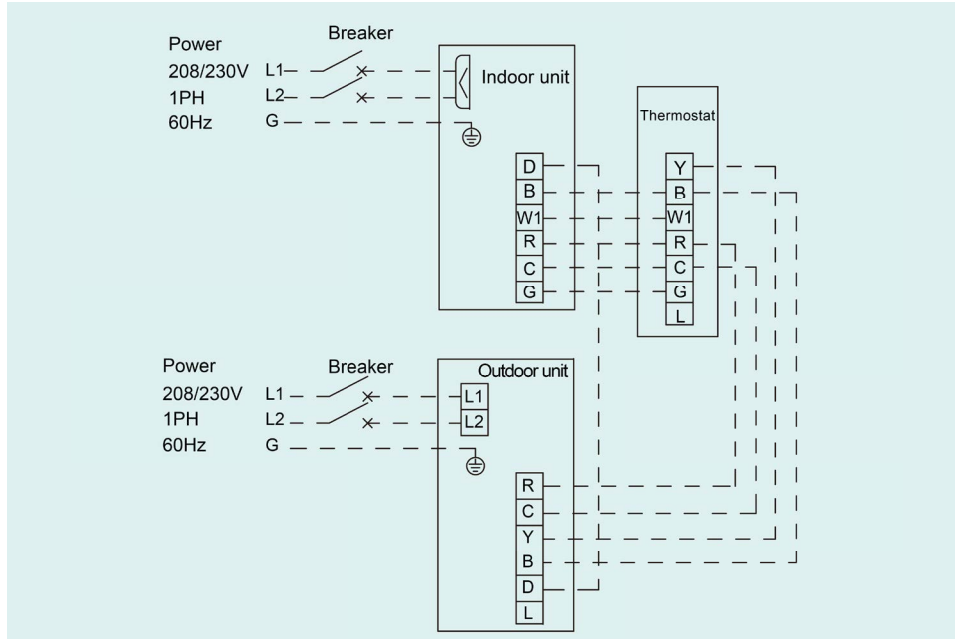 Power
Breaker
208/230V L1
Indoor unit
1PH L2
60Hz G
D
B
W1
R
C
G
Thermostat
Y
B
W1
R
C
G
L
Power
Breaker
Outdoor unit
208/230V L1
L1
1PH L2
L2
60Hz G
R
C
Y
B
D
L